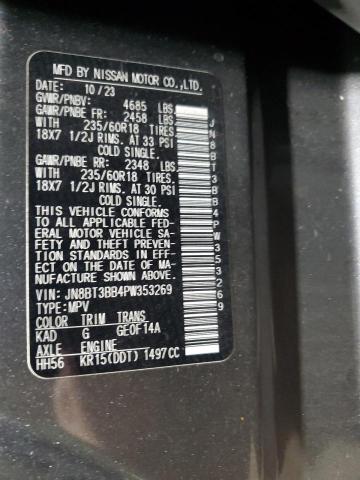 MFD BY NISSAN MOTOR CO.,LTD.
DATE: 10/23
GVWR/PNBV: 4685 LBS
GAWR/PNBE FR: 2458 LBS
WITH 235/60R18 TIRES,
18X7 1/2J RIMS, AT 33 PSI
COLD SINGLE.
GAWR/PNBE RR: 2348 LBS
WITH 235/60R18 TIRES,
18X7 1/2J RIMS, AT 30 PSI
COLD SINGLE.
THIS VEHICLE CONFORMS
TO ALL APPLICABLE FED-
ERAL MOTOR VEHICLE SA-
FETY AND THEFT PREVEN-
TION STANDARDS IN EFF-
ECT ON THE DATE OF MA-
NUFACTURE SHOWN ABOVE.
VIN: JN8BT3BB4PW353269
TYPE:MPV
COLOR TRIM TRANS
KAD G GE0F14A
AXLE ENGINE
HH56 KR15(DDT) 1497CC
JN8BT3BB4PW353269